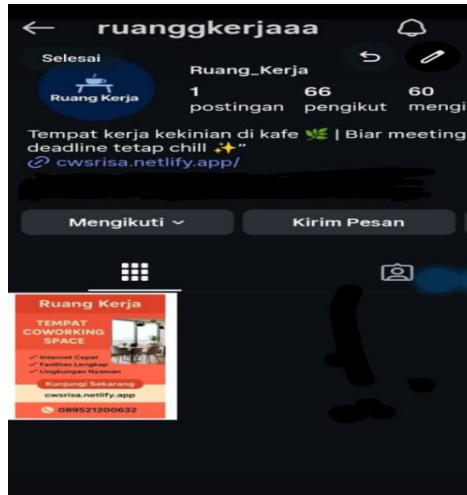 ← ruanggkerjaaa
Selesai
Ruang Kerja
Ruang_Kerja
1 66 60
postingan pengikut mengi
Tempat kerja kekinian di kafe 🌿 | Biar meeting
deadline tetap chill ✨"
cwsrisa.netlify.app/
Mengikuti
Kirim Pesan
Ruang Kerja
TEMPAT
COWORKING
SPACE
✓ Internet Cepat
✓ Fasilitas Lengkap
✓ Lingkungan Nyaman
Kunjungi Sekarang
cwsrisa.netlify.app
089521200632